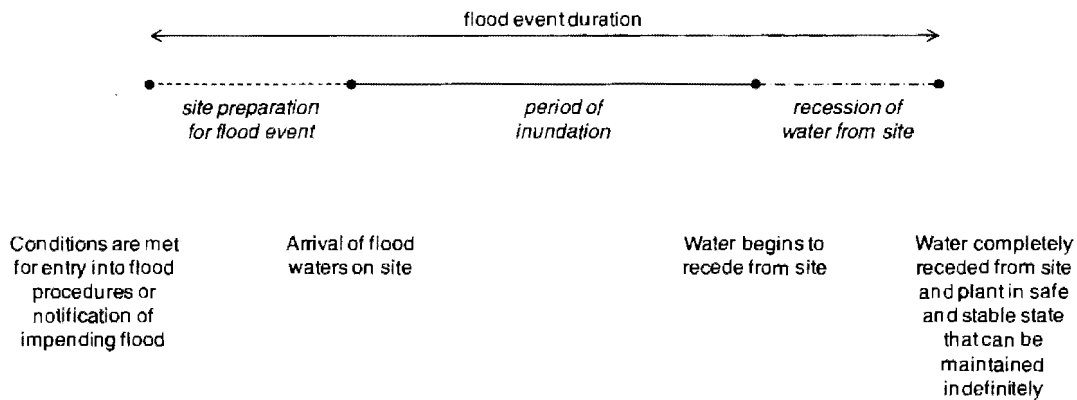 flood event duration
site preparation
for flood event
period of
inundation
recession of
water from site
Conditions are met
for entry into flood
procedures or
notification of
impending flood
Arrival of flood
waters on site
Water begins to
recede from site
Water completely
receded from site
and plant in safe
and stable state
that can be
maintained
indefinitely